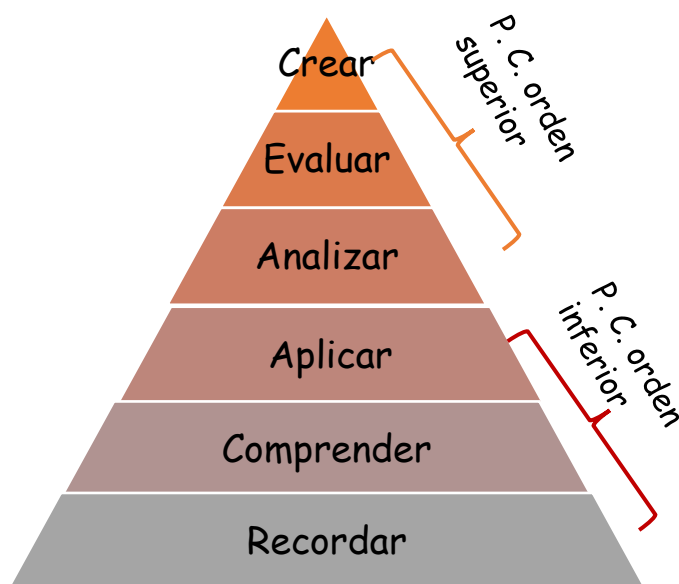 Crear
P. C. orden
superior
Evaluar
Analizar
P. C. orden
inferior
Aplicar
Comprender
Recordar